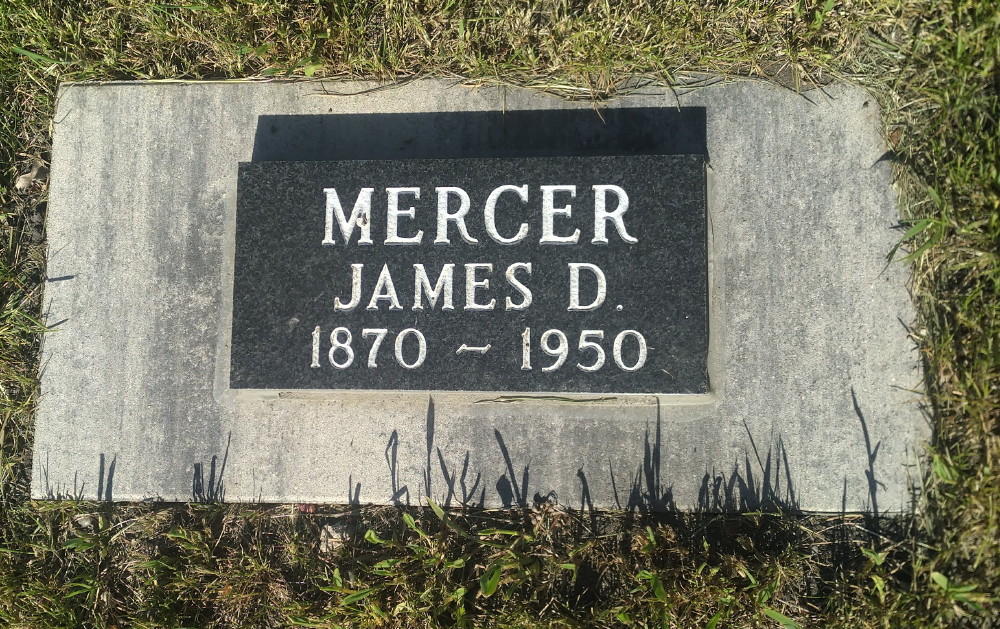 MERCER
JAMES D.
1870 ~ 1950